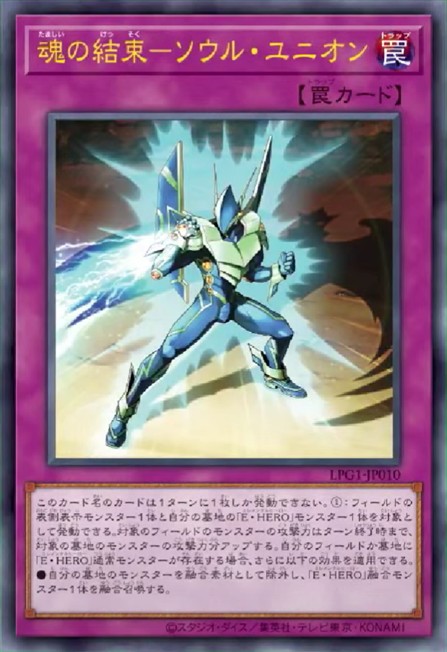 魂の結束－ソウル・ユニオン
罠
【罠カード】
LPG1-JP010
このカード名のカードは1ターンに1枚しか発動できない。①:フィールドの
表側表示モンスター1体と自分の墓地の「E・HERO」モンスター1体を対象と
して発動できる。対象のフィールドのモンスターの攻撃力はターン終了時まで、
対象の墓地のモンスターの攻撃力分アップする。自分のフィールドか墓地に
「E・HERO」通常モンスターが存在する場合、さらに以下の効果を適用できる。
●自分の墓地のモンスターを融合素材として除外し、「E・HERO」融合モン
スター1体を融合召喚する。
©スタジオ・ダイス／集英社・テレビ東京・KONAMI